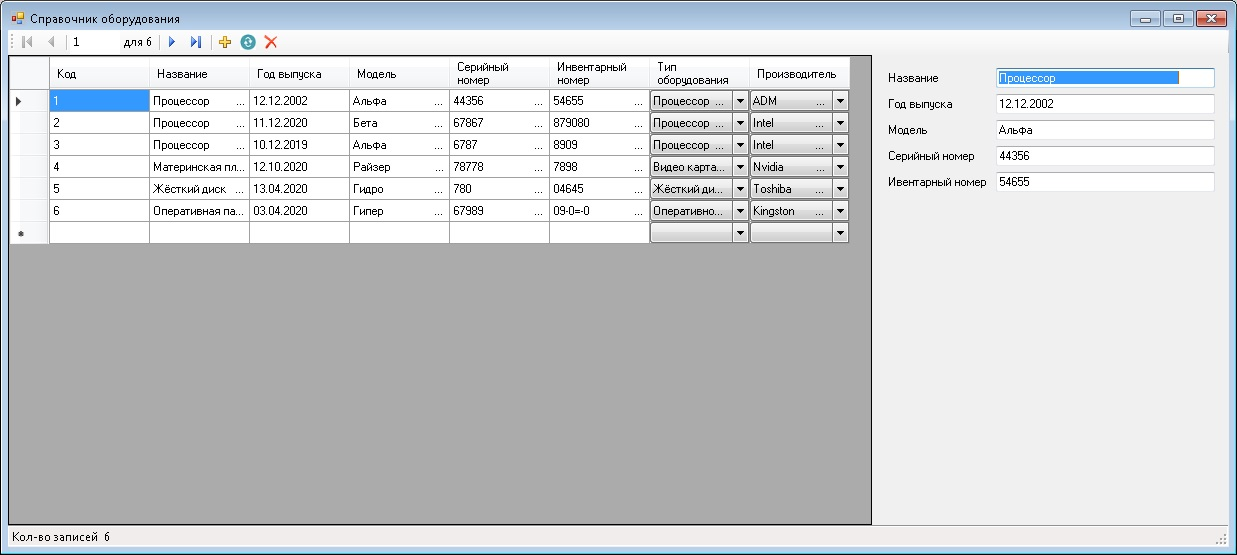 Справочник оборудования
1 для 6
Код Название Год выпуска Модель Серийный номер Инвентарный номер Тип оборудования Производитель
1 Процессор ... 12.12.2002 Альфа ... 44356 ... 54655 ... Процессор ... ADM ...
2 Процессор ... 11.12.2020 Бета ... 67867 ... 879080 ... Процессор ... Intel ...
3 Процессор ... 10.12.2019 Альфа ... 6787 ... 8909 ... Процессор ... Intel ...
4 Материнская пл... 12.10.2020 Райзер ... 78778 ... 7898 ... Видео карта... Nvidia ...
5 Жёсткий диск ... 13.04.2020 Гидро ... 780 ... 04645 ... Жёсткий ди... Toshiba ...
6 Оперативная па... 03.04.2020 Гипер ... 67989 ... 09-0=-0 ... Оперативно... Kingston ...
Название Процессор
Год выпуска 12.12.2002
Модель Альфа
Серийный номер 44356
Ивентарный номер 54655
Кол-во записей 6